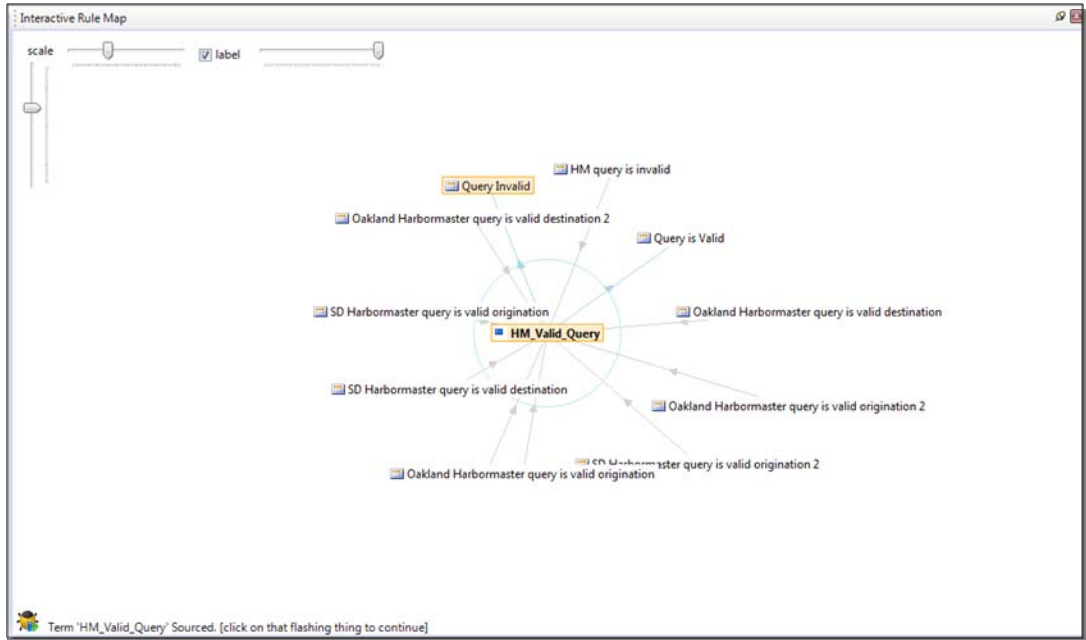 Interactive Rule Map
scale
label
HM query is invalid
Query Invalid
Oakland Harbormaster query is valid destination 2
Query is Valid
SD Harbormaster query is valid origination
Oakland Harbormaster query is valid destination
HM_Valid_Query
SD Harbormaster query is valid destination
Oakland Harbormaster query is valid origination 2
SD Harbormaster query is valid origination 2
Oakland Harbormaster query is valid origination
Term 'HM_Valid_Query' Sourced. [click on that flashing thing to continue]